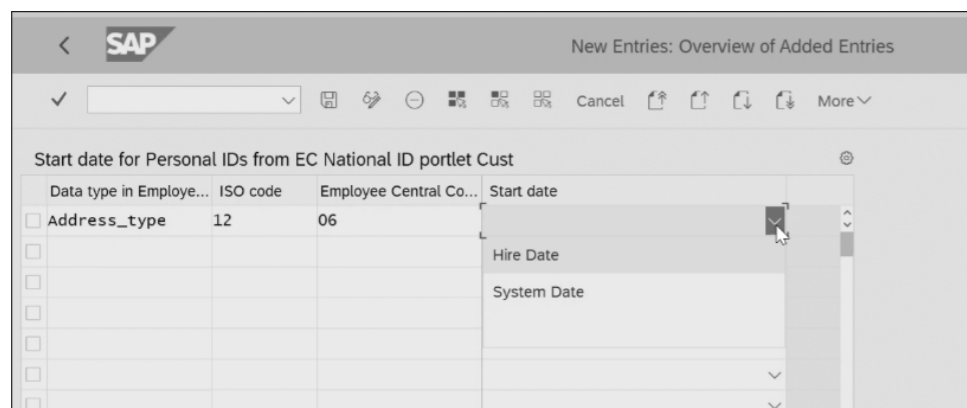 SAP New Entries: Overview of Added Entries
Cancel More
Start date for Personal IDs from EC National ID portlet Cust
Data type in Employe... ISO code Employee Central Co... Start date
Address_type 12 06
Hire Date
System Date